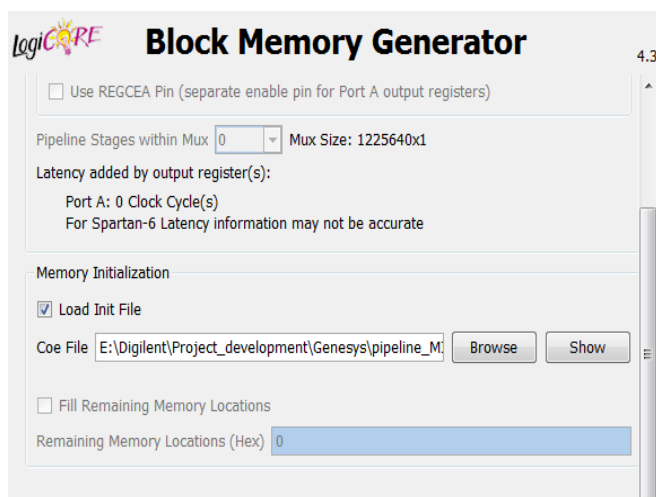 LogiCORE Block Memory Generator
4.3
Use REGCEA Pin (separate enable pin for Port A output registers)
Pipeline Stages within Mux 0 Mux Size: 1225640x1
Latency added by output register(s):
Port A: 0 Clock Cycle(s)
For Spartan-6 Latency information may not be accurate
Memory Initialization
Load Init File
Coe File E:\Digilent\Project_development\Genesys\pipeline_MI Browse Show
Fill Remaining Memory Locations
Remaining Memory Locations (Hex) 0